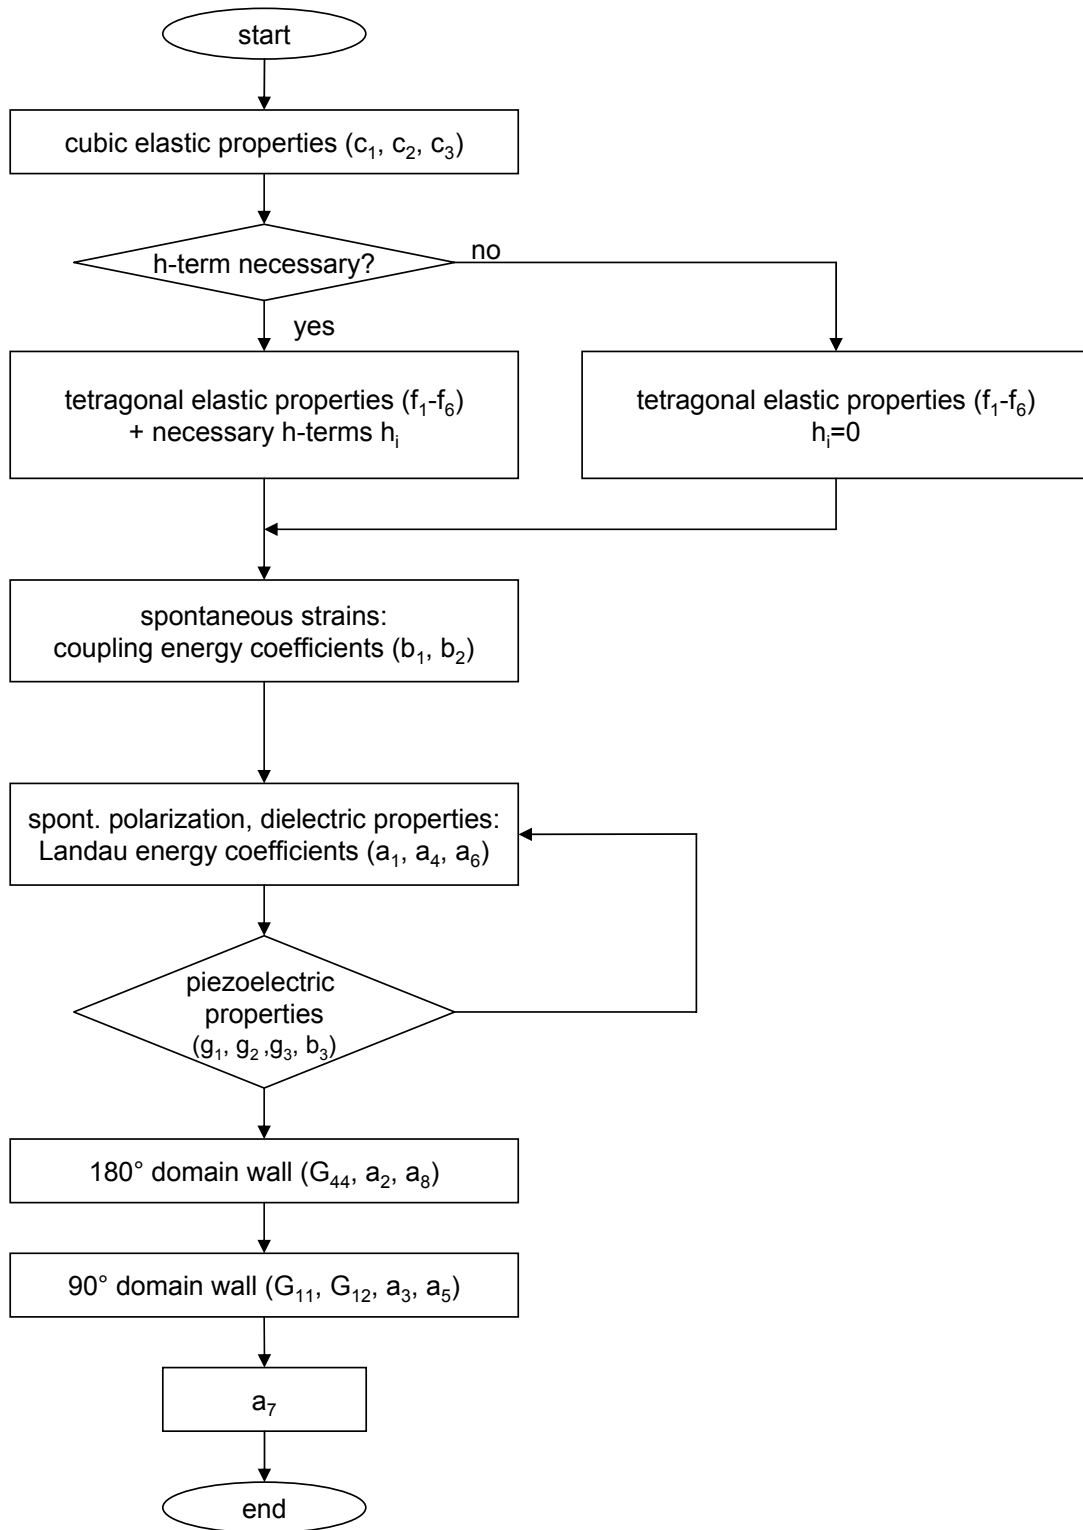 start
cubic elastic properties (c₁, c₂, c₃)
h-term necessary?
no
yes
tetragonal elastic properties (f₁-f₆)
+ necessary h-terms hᵢ
tetragonal elastic properties (f₁-f₆)
hᵢ=0
spontaneous strains:
coupling energy coefficients (b₁, b₂)
spont. polarization, dielectric properties:
Landau energy coefficients (a₁, a₄, a₆)
piezoelectric
properties
(g₁, g₂ ,g₃, b₃)
180° domain wall (G₄₄, a₂, a₈)
90° domain wall (G₁₁, G₁₂, a₃, a₅)
a₇
end